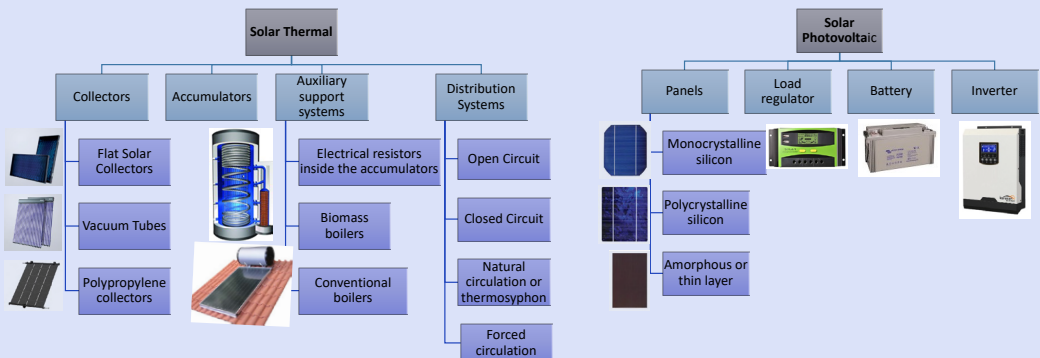 Solar Thermal
Collectors
Accumulators
Auxiliary
support
systems
Distribution
Systems
Flat Solar
Collectors
Vacuum Tubes
Polypropylene
collectors
Electrical resistors
inside the accumulators
Biomass
boilers
Conventional
boilers
Open Circuit
Closed Circuit
Natural
circulation or
thermosyphon
Forced
circulation
Solar
Photovoltaic
Panels
Load
regulator
Battery
Inverter
Monocrystalline
silicon
Polycrystalline
silicon
Amorphous or
thin layer